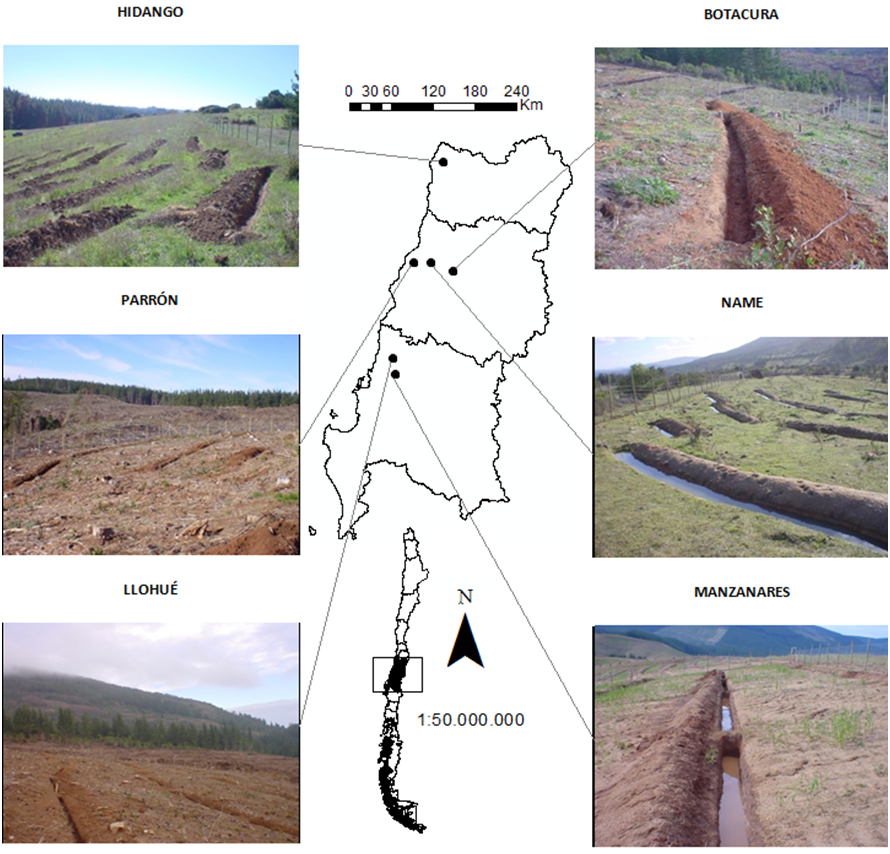 HIDANGO
BOTACURA
0 30 60 120 180 240
Km
PARRÓN
NAME
LLOHUÉ
MANZANARES
N
1:50.000.000